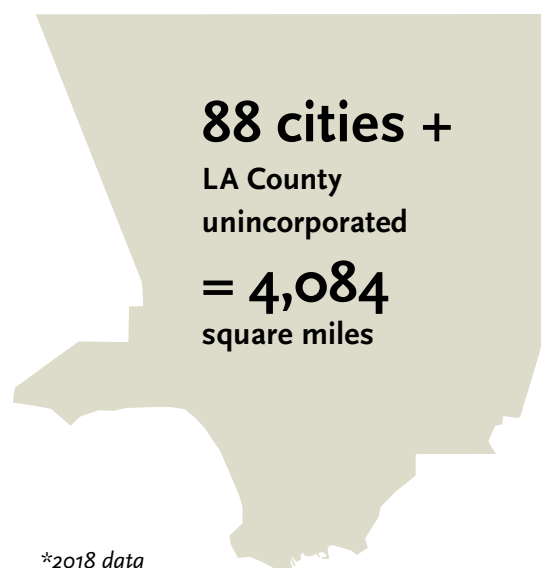 88 cities +
LA County
unincorporated
= 4,084
square miles
*2018 data